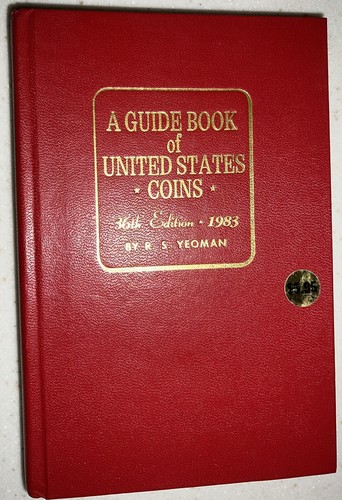 A GUIDE BOOK
of
UNITED STATES
★ COINS ★
36th Edition • 1983
BY R. S. YEOMAN